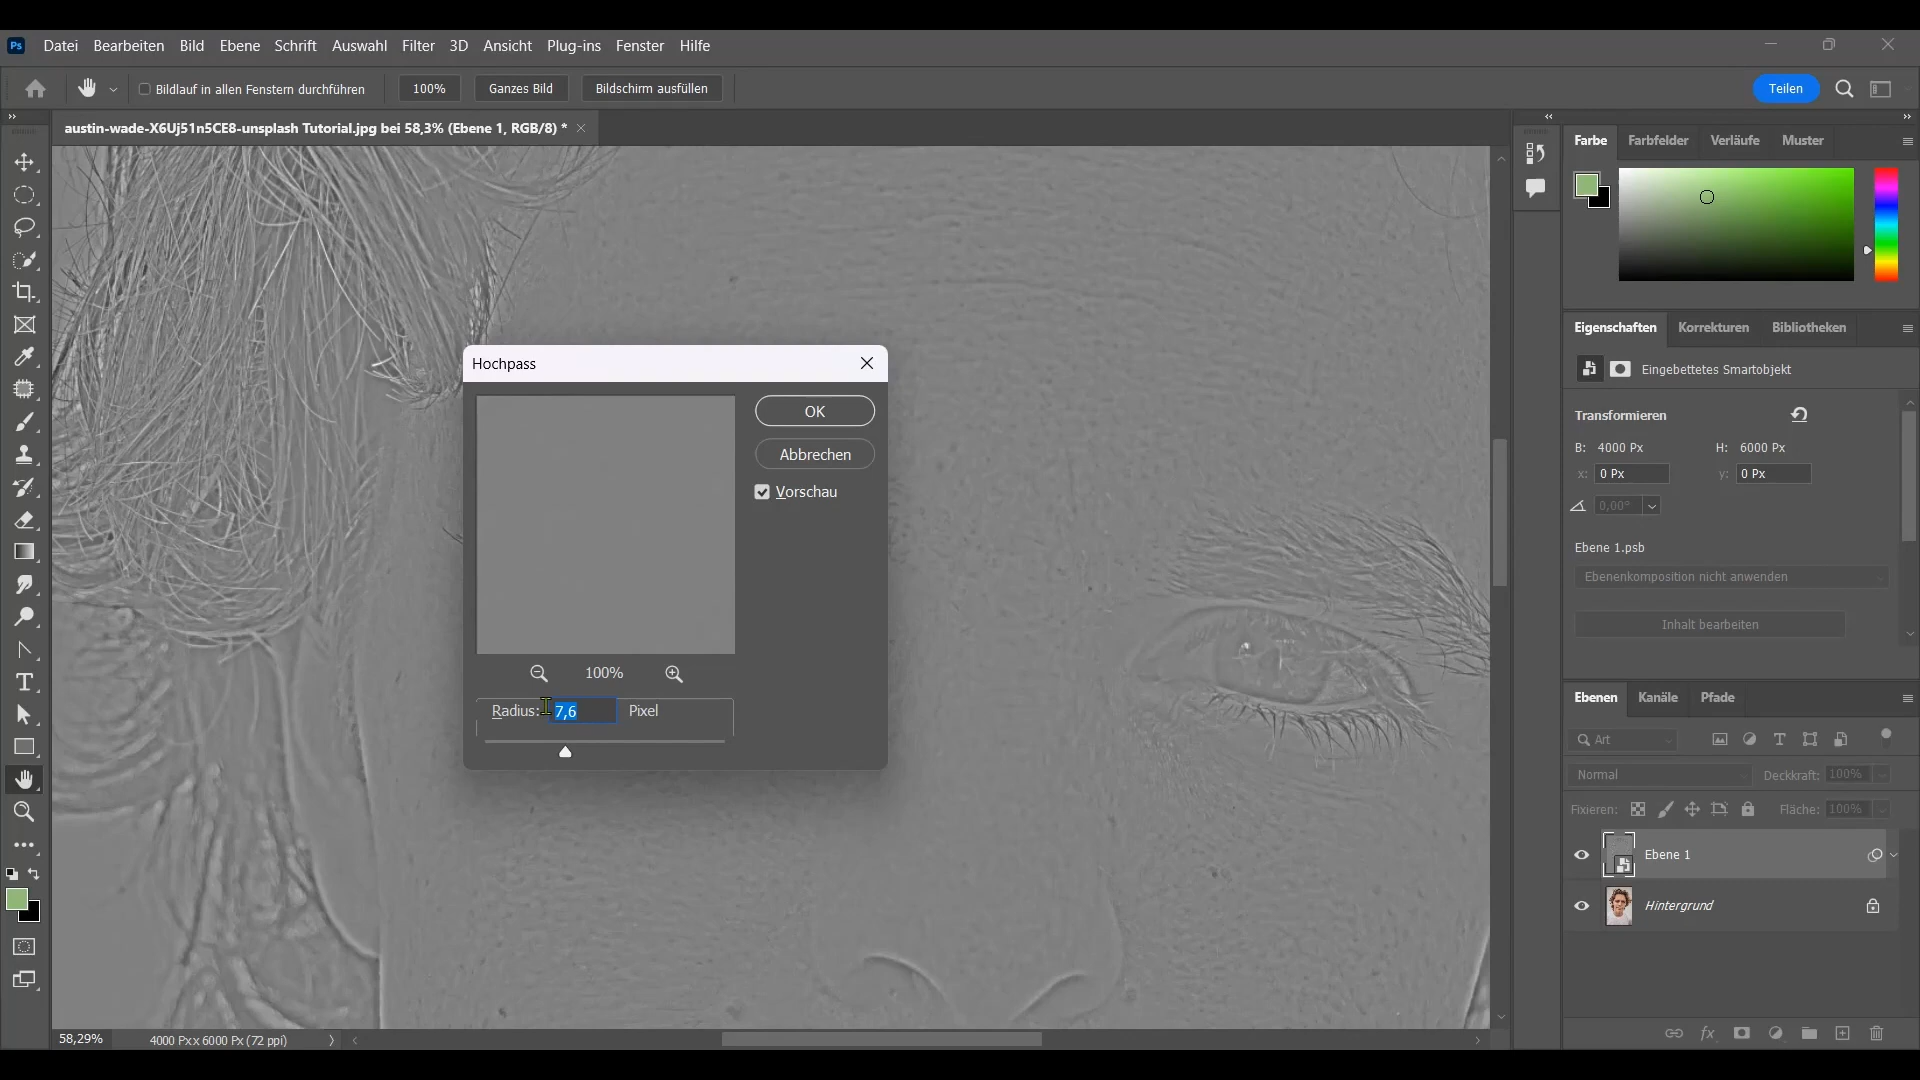 Ps Datei Bearbeiten Bild Ebene Schrift Auswahl Filter 3D Ansicht Plug-ins Fenster Hilfe
Bildlauf in allen Fenstern durchführen 100% Ganzes Bild Bildschirm ausfüllen Teilen
austin-wade-X6Uj51n5CE8-unsplash Tutorial.jpg bei 58,3% (Ebene 1, RGB/8) *
Farbe Farbfelder Verläufe Muster
Hochpass
OK
Abbrechen
Vorschau
100%
Radius: 7,6 Pixel
Eigenschaften Korrekturen Bibliotheken
Eingebettetes Smartobjekt
Transformieren
B: 4000 Px H: 6000 Px
x: 0 Px y: 0 Px
0,00°
Ebene 1.psb
Ebenenkomposition nicht anwenden
Inhalt bearbeiten
Ebenen Kanäle Pfade
Art
Normal Deckkraft: 100%
Fixieren: Fläche: 100%
Ebene 1
Hintergrund
fx
58,29% 4000 Px x 6000 Px (72 ppi)